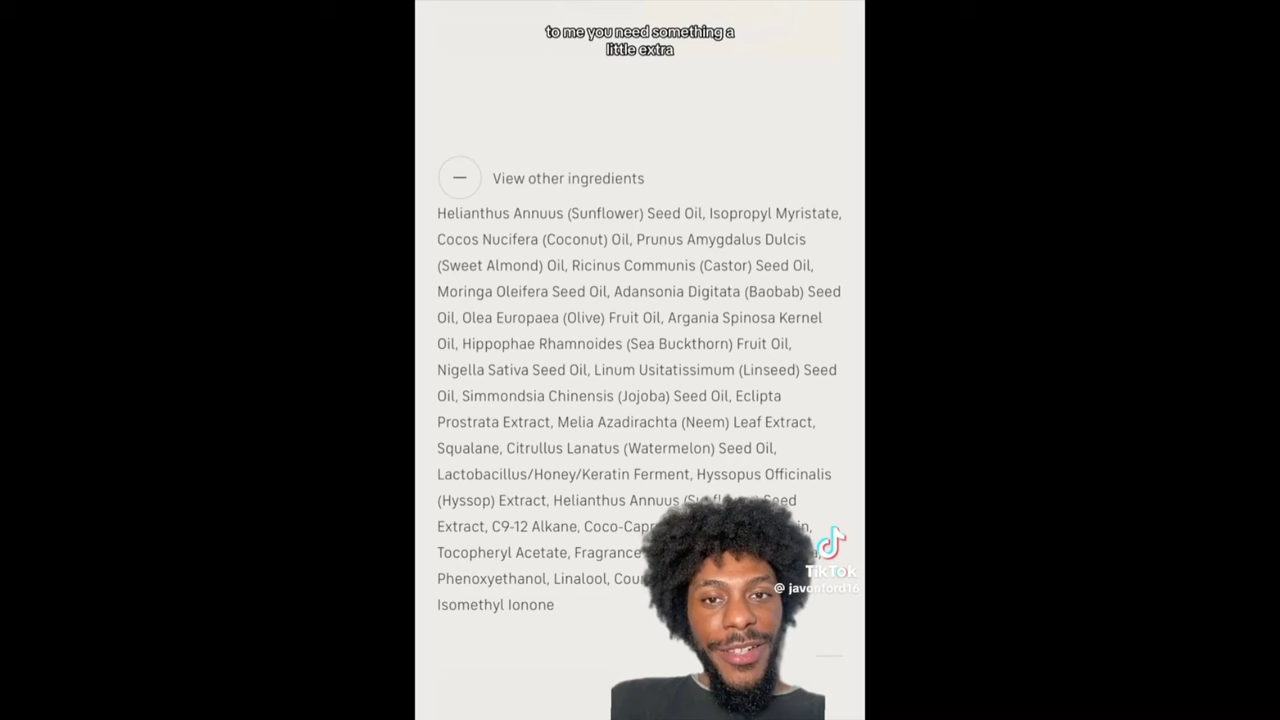 to me you need something a
little extra
View other ingredients
Helianthus Annuus (Sunflower) Seed Oil, Isopropyl Myristate,
Cocos Nucifera (Coconut) Oil, Prunus Amygdalus Dulcis
(Sweet Almond) Oil, Ricinus Communis (Castor) Seed Oil,
Moringa Oleifera Seed Oil, Adansonia Digitata (Baobab) Seed
Oil, Olea Europaea (Olive) Fruit Oil, Argania Spinosa Kernel
Oil, Hippophae Rhamnoides (Sea Buckthorn) Fruit Oil,
Nigella Sativa Seed Oil, Linum Usitatissimum (Linseed) Seed
Oil, Simmondsia Chinensis (Jojoba) Seed Oil, Eclipta
Prostrata Extract, Melia Azadirachta (Neem) Leaf Extract,
Squalane, Citrullus Lanatus (Watermelon) Seed Oil,
Lactobacillus/Honey/Keratin Ferment, Hyssopus Officinalis
(Hyssop) Extract, Helianthus Annuus Seed
Extract, C9-12 Alkane,
Tocopheryl Acetate, Fragrance
Phenoxyethanol, Linalool,
Isomethyl Ionone
TikTok
@ javonford16